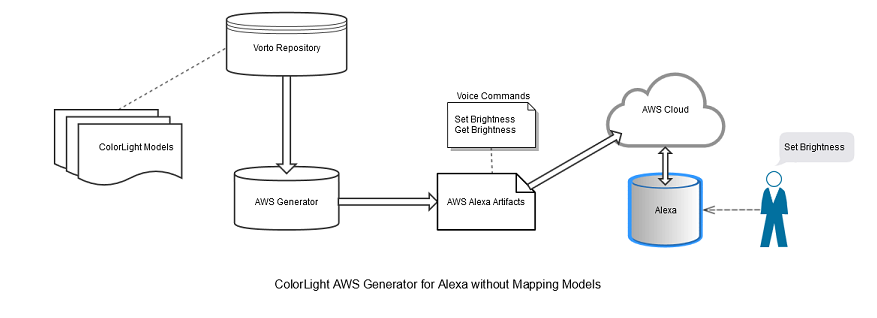 Vorto Repository
ColorLight Models
Voice Commands
Set Brightness
Get Brightness
AWS Cloud
Set Brightness
AWS Generator
AWS Alexa Artifacts
Alexa
ColorLight AWS Generator for Alexa without Mapping Models